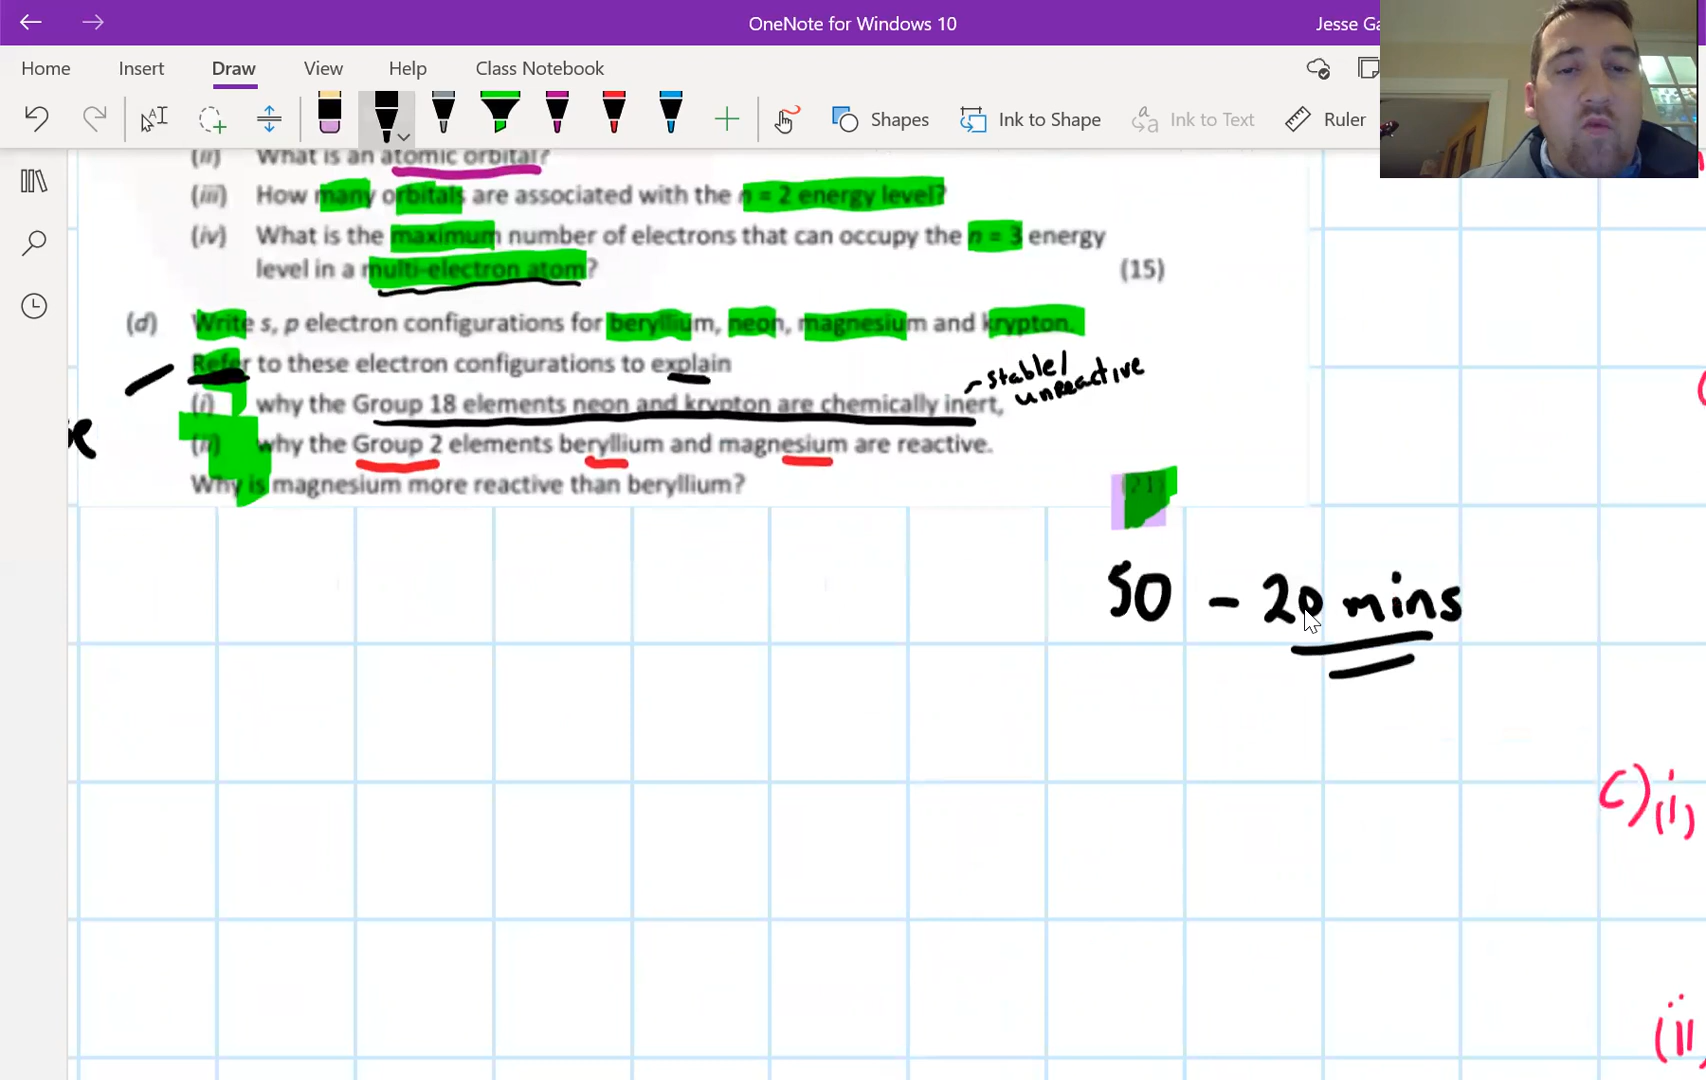 OneNote for Windows 10
Jesse Ga
Home Insert Draw View Help Class Notebook
Shapes Ink to Shape Ink to Text Ruler
(ii) What is an atomic orbital?
(iii) How many orbitals are associated with the n = 2 energy level?
(iv) What is the maximum number of electrons that can occupy the n = 3 energy
level in a multi-electron atom? (15)
(d) Write s, p electron configurations for beryllium, neon, magnesium and krypton.
Refer to these electron configurations to explain
- stable/
unreactive
(i) why the Group 18 elements neon and krypton are chemically inert,
(ii) why the Group 2 elements beryllium and magnesium are reactive.
Why is magnesium more reactive than beryllium? (21)
50 - 20 mins
c) (i)
(ii)